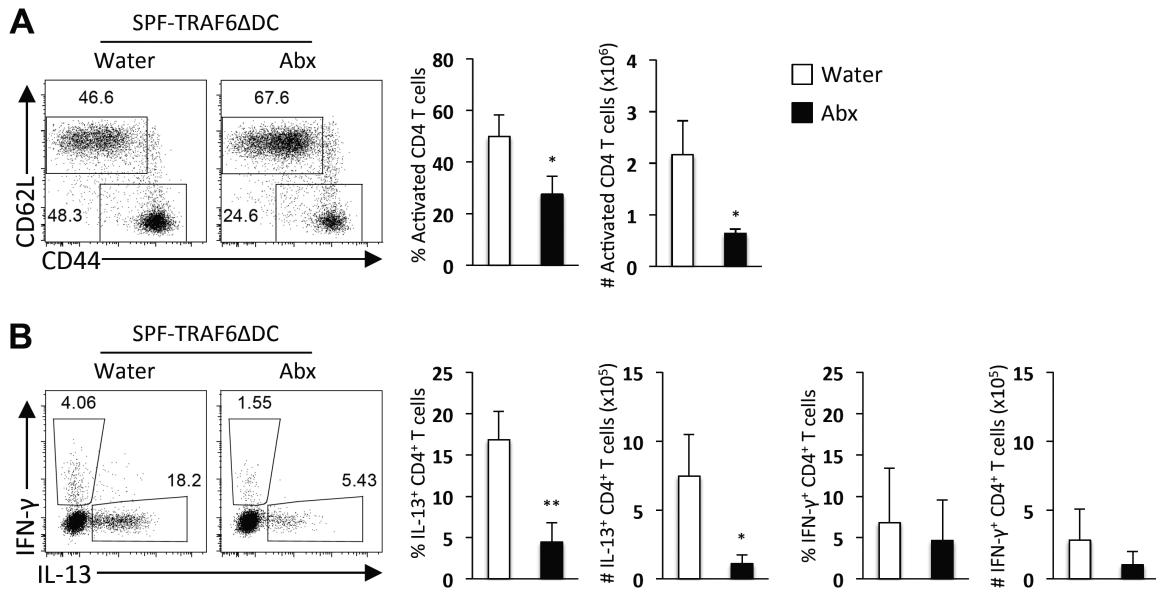 A
SPF-TRAF6ΔDC
Water
Abx
46.6
67.6
48.3
24.6
CD62L
CD44
% Activated CD4 T cells
80
60
40
20
0
*
# Activated CD4 T cells (x10⁶)
4
3
2
1
0
*
Water
Abx
B
SPF-TRAF6ΔDC
Water
Abx
4.06
1.55
18.2
5.43
IFN-γ
IL-13
% IL-13⁺ CD4⁺ T cells
25
20
15
10
5
0
**
# IL-13⁺ CD4⁺ T cells (x10⁵)
15
10
5
0
*
% IFN-γ⁺ CD4⁺ T cells
25
20
15
10
5
0
# IFN-γ⁺ CD4⁺ T cells (x10⁵)
15
10
5
0